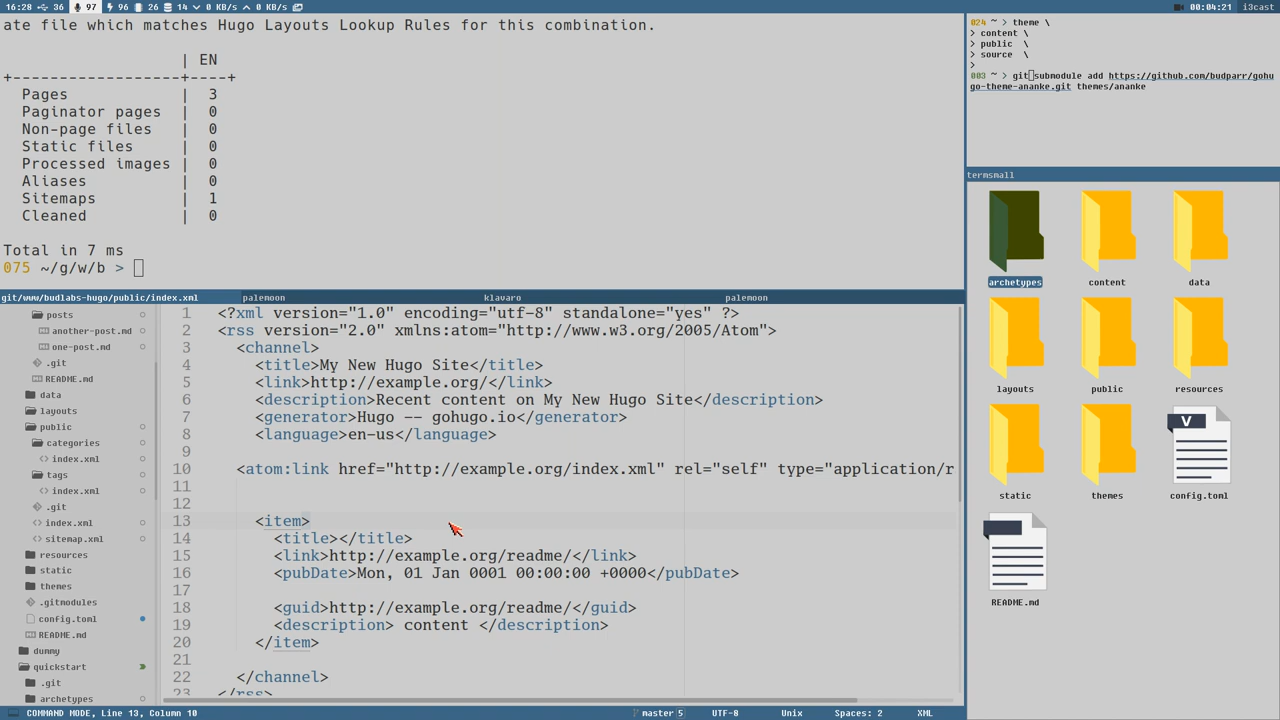 16:28 36 97 96 26 14 0 KB/s 0 KB/s 00:04:21 i3cast
ate file which matches Hugo Layouts Lookup Rules for this combination.
| EN
+------------------+----+
Pages | 3
Paginator pages | 0
Non-page files | 0
Static files | 0
Processed images | 0
Aliases | 0
Sitemaps | 1
Cleaned | 0
Total in 7 ms
075 ~/g/w/b >
024 ~ > theme \
> content \
> public \
> source \
>
003 ~ > git submodule add https://github.com/budparr/gohu
go-theme-ananke.git themes/ananke
termsmall
archetypes content data
layouts public resources
static themes config.toml
README.md
git/www/budlabs-hugo/public/index.xml palemoon klavaro palemoon
posts
another-post.md
one-post.md
.git
README.md
data
layouts
public
categories
index.xml
tags
index.xml
.git
index.xml
sitemap.xml
resources
static
themes
.gitmodules
config.toml
README.md
dummy
quickstart
.git
archetypes
1 <?xml version="1.0" encoding="utf-8" standalone="yes" ?>
2 <rss version="2.0" xmlns:atom="http://www.w3.org/2005/Atom">
3 <channel>
4 <title>My New Hugo Site</title>
5 <link>http://example.org/</link>
6 <description>Recent content on My New Hugo Site</description>
7 <generator>Hugo -- gohugo.io</generator>
8 <language>en-us</language>
9
10 <atom:link href="http://example.org/index.xml" rel="self" type="application/r
11
12
13 <item>
14 <title></title>
15 <link>http://example.org/readme/</link>
16 <pubDate>Mon, 01 Jan 0001 00:00:00 +0000</pubDate>
17
18 <guid>http://example.org/readme/</guid>
19 <description> content </description>
20 </item>
21
22 </channel>
23 </rss>
COMMAND MODE, Line 13, Column 10 master 5 UTF-8 Unix Spaces: 2 XML